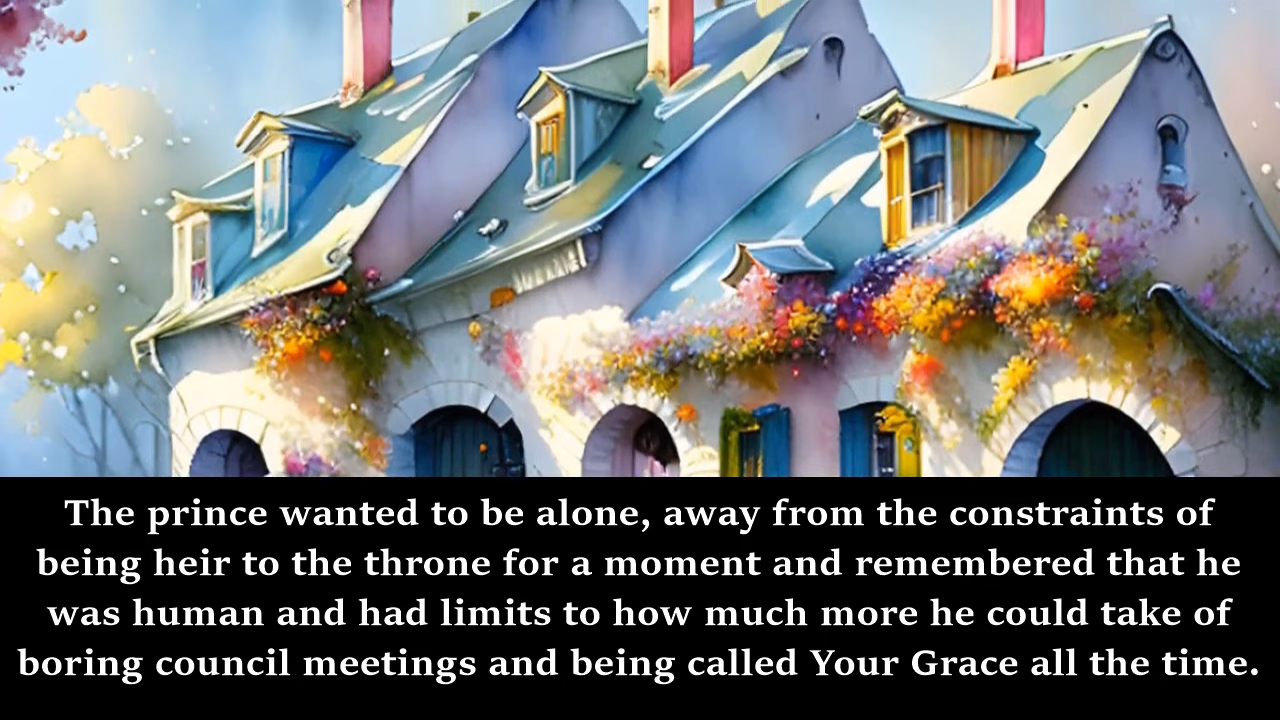 The prince wanted to be alone, away from the constraints of
being heir to the throne for a moment and remembered that he
was human and had limits to how much more he could take of
boring council meetings and being called Your Grace all the time.